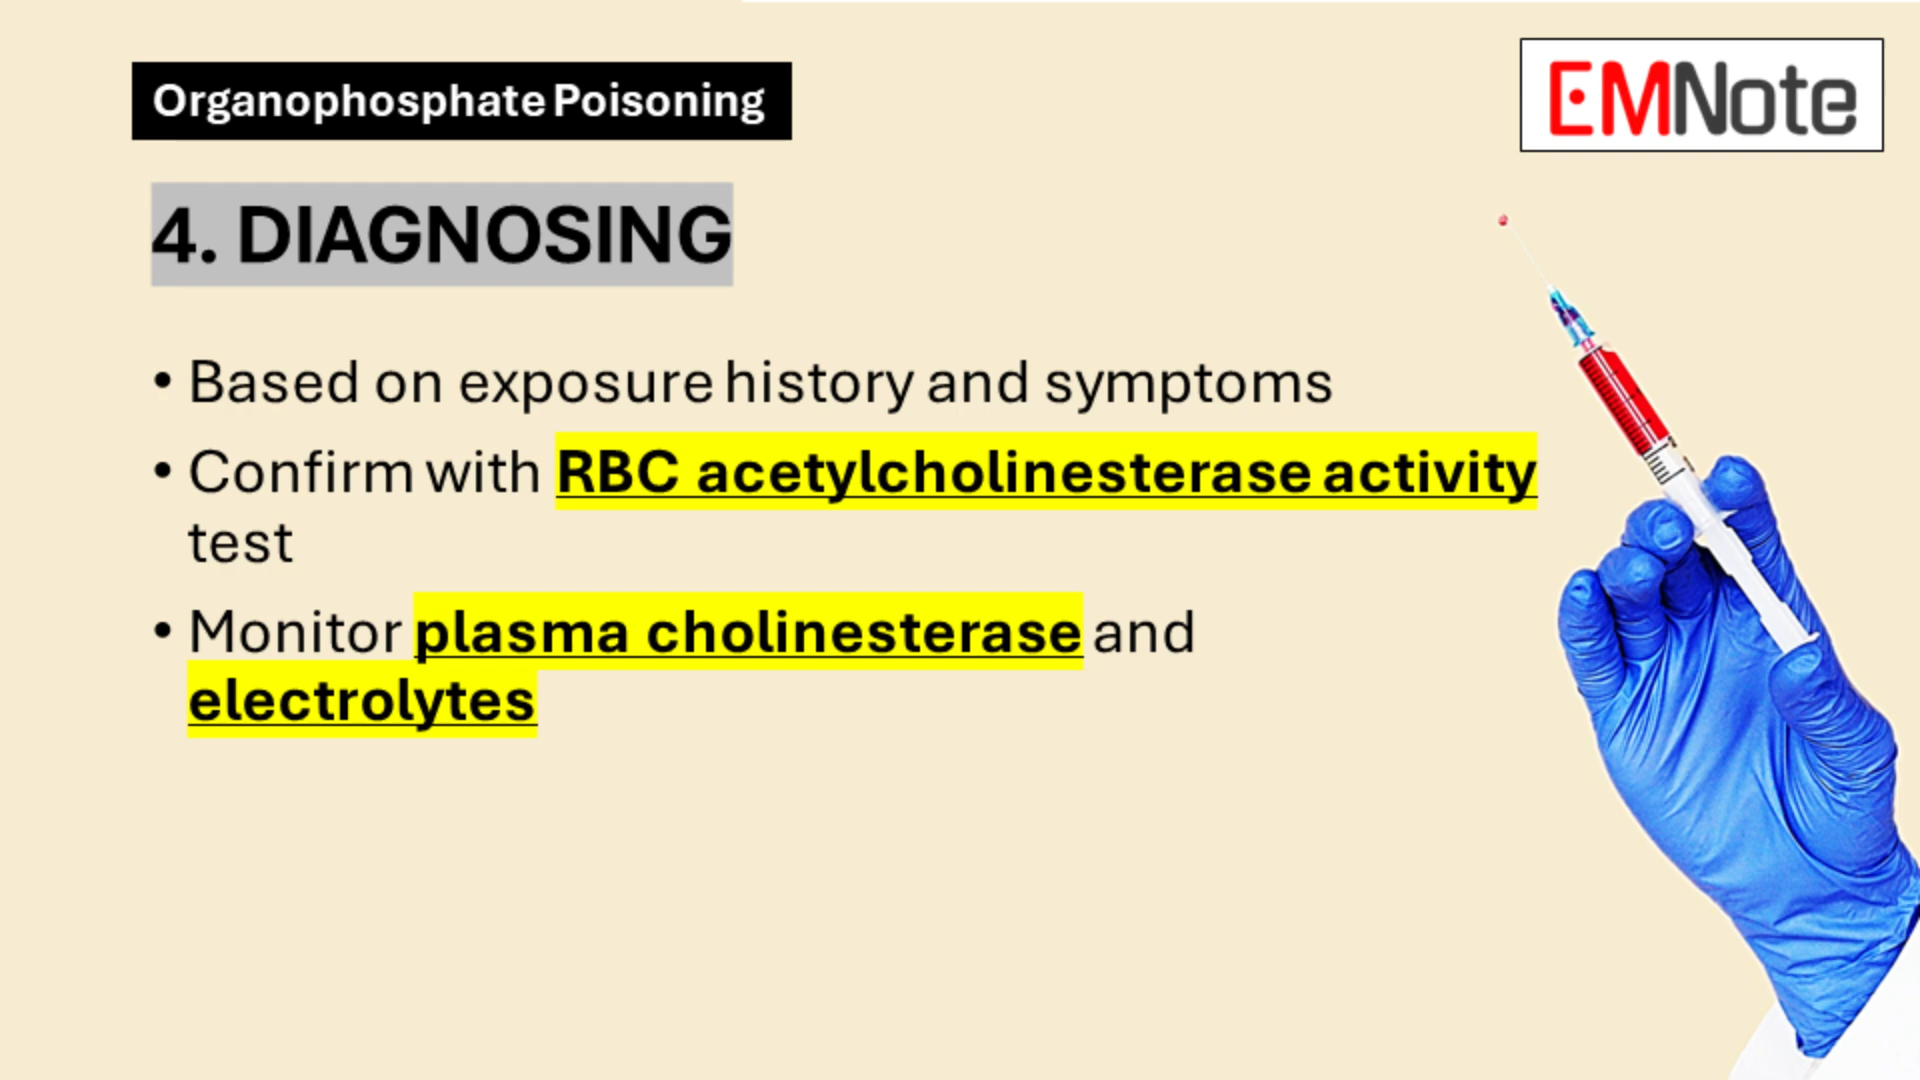 Organophosphate Poisoning
EMNote
4. DIAGNOSING
• Based on exposure history and symptoms
• Confirm with RBC acetylcholinesterase activity
test
• Monitor plasma cholinesterase and
electrolytes